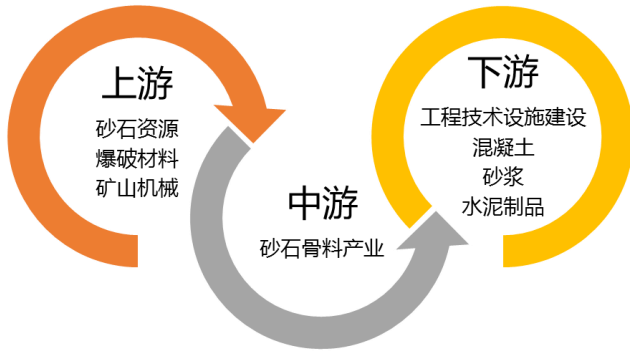 上游
砂石资源
爆破材料
矿山机械
中游
砂石骨料产业
下游
工程技术设施建设
混凝土
砂浆
水泥制品